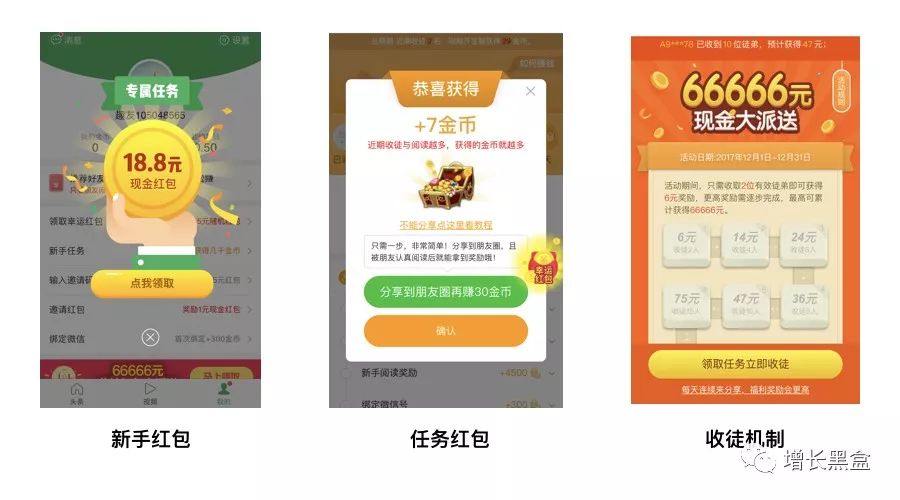 消息
设置
专属任务
趣友105048565
0
18.8元
现金红包
领取幸运红包
新手任务
输入邀请码
邀请红包
奖励1元现金红包
绑定微信
首次绑定+300金币
点我领取
66666元
马上赚取
头条
视频
我的
新手红包
如何赚钱
恭喜获得
+7金币
近期收徒与阅读越多，获得的金币就越多
不能分享点这里看教程
只需一步，非常简单！分享到朋友圈，且
被朋友认真阅读后就能拿到奖励哦！
幸运
红包
分享到朋友圈再赚30金币
确认
新手阅读奖励
+4500
绑定微信号
+300
任务红包
A9***78 已收到 10 位徒弟，预计获得 47 元；
活动规则
66666元
现金大派送
活动日期:2017年12月1日~12月31日
活动期间，只需收取2位有效徒弟即可获得
6元奖励，更高奖励需逐步完成，最高可累
计获得66666元。
6元
收徒2人
14元
收徒4人
24元
收徒6人
75元
47元
36元
领取任务立即收徒
每天连续来分享，福利奖励会更高
收徒机制
增长黑盒